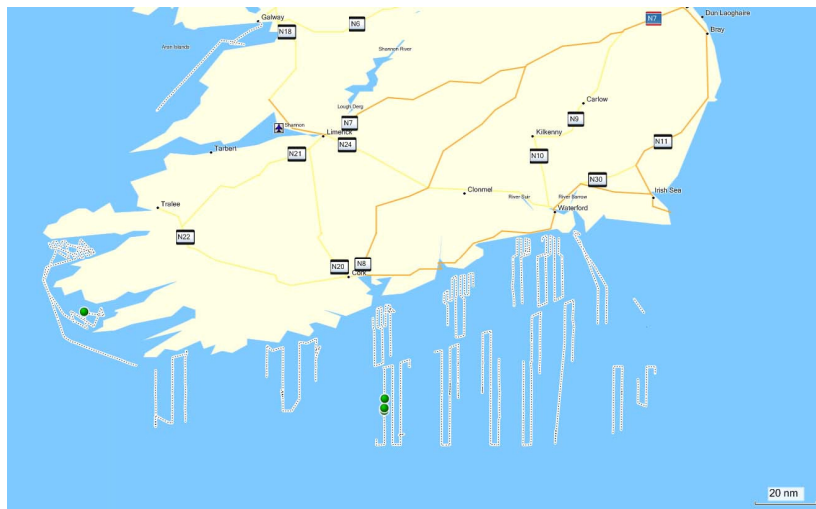 Dun Laoghaire
Galway
N6
N7
N18
Bray
Aran Islands
Shannon River
Lough Derg
Carlow
N7
N9
Shannon
Limerick
Kilkenny
N24
N11
Tarbert
N21
N10
N30
Clonmel
Irish Sea
River Suir
River Barrow
Tralee
Waterford
N22
N20
N8
Cork
20 nm